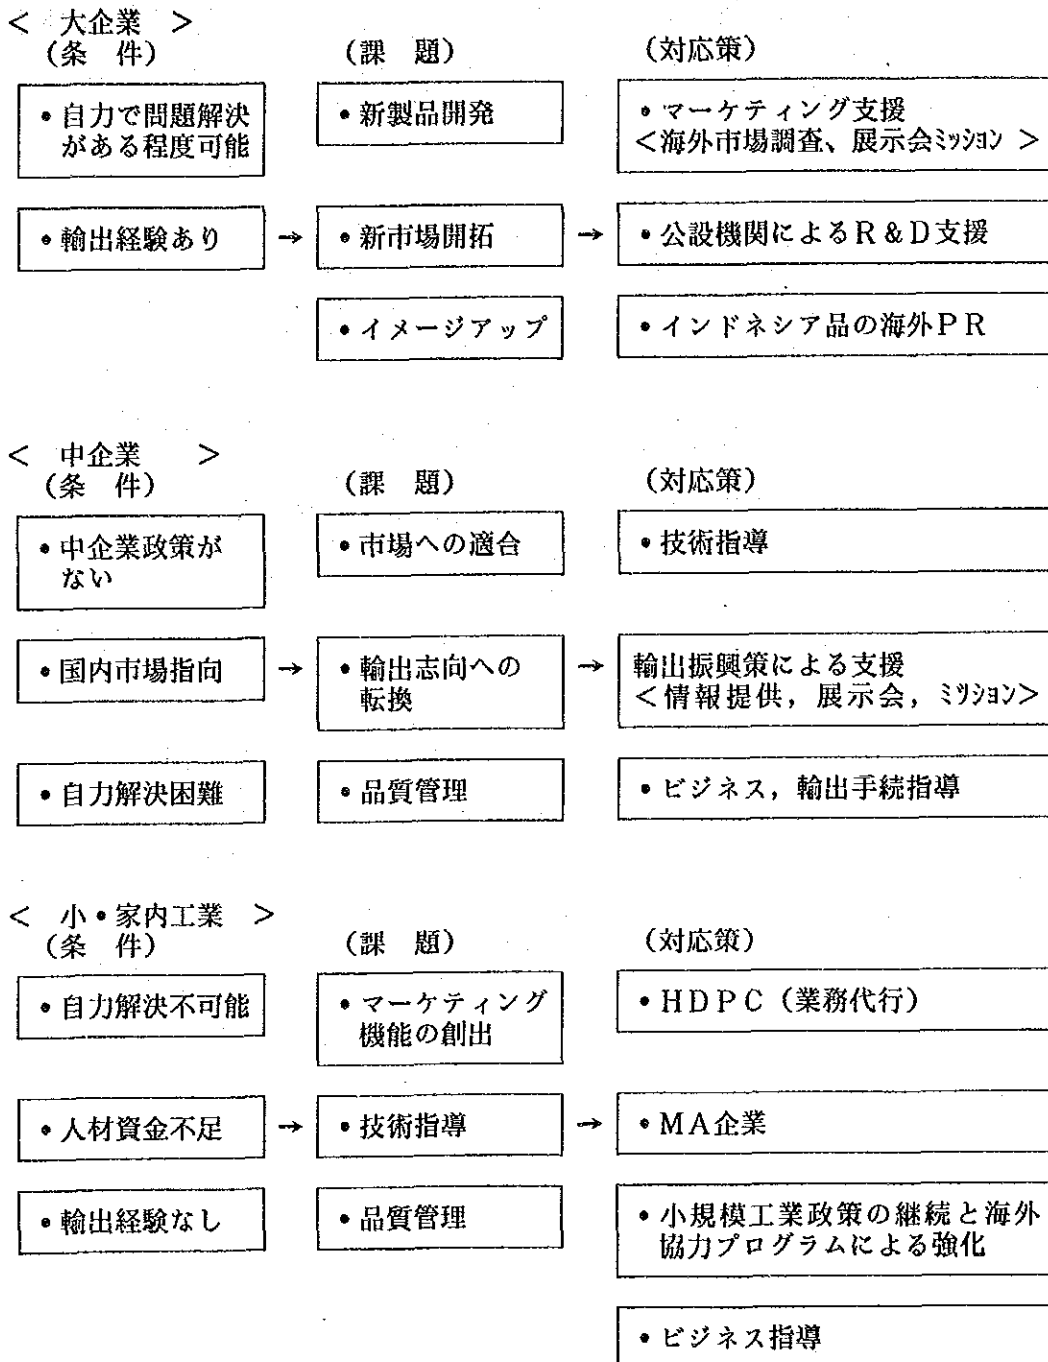 < 大企業 >
(条 件) (課 題) (対応策)
・自力で問題解決 ・新製品開発 ・マーケティング支援
がある程度可能 <海外市場調査、展示会ミッション >
・輸出経験あり → ・新市場開拓 → ・公設機関によるR&D支援
・イメージアップ ・インドネシア品の海外PR
< 中企業 >
(条 件) (課 題) (対応策)
・中企業政策が ・市場への適合 ・技術指導
ない
・国内市場指向 → ・輸出志向への → 輸出振興策による支援
転換 <情報提供, 展示会, ミッション>
・自力解決困難 ・品質管理 ・ビジネス, 輸出手続指導
< 小・家内工業 >
(条 件) (課 題) (対応策)
・自力解決不可能 ・マーケティング ・HDPC (業務代行)
機能の創出
・人材資金不足 → ・技術指導 → ・MA企業
・輸出経験なし ・品質管理 ・小規模工業政策の継続と海外
協力プログラムによる強化
・ビジネス指導